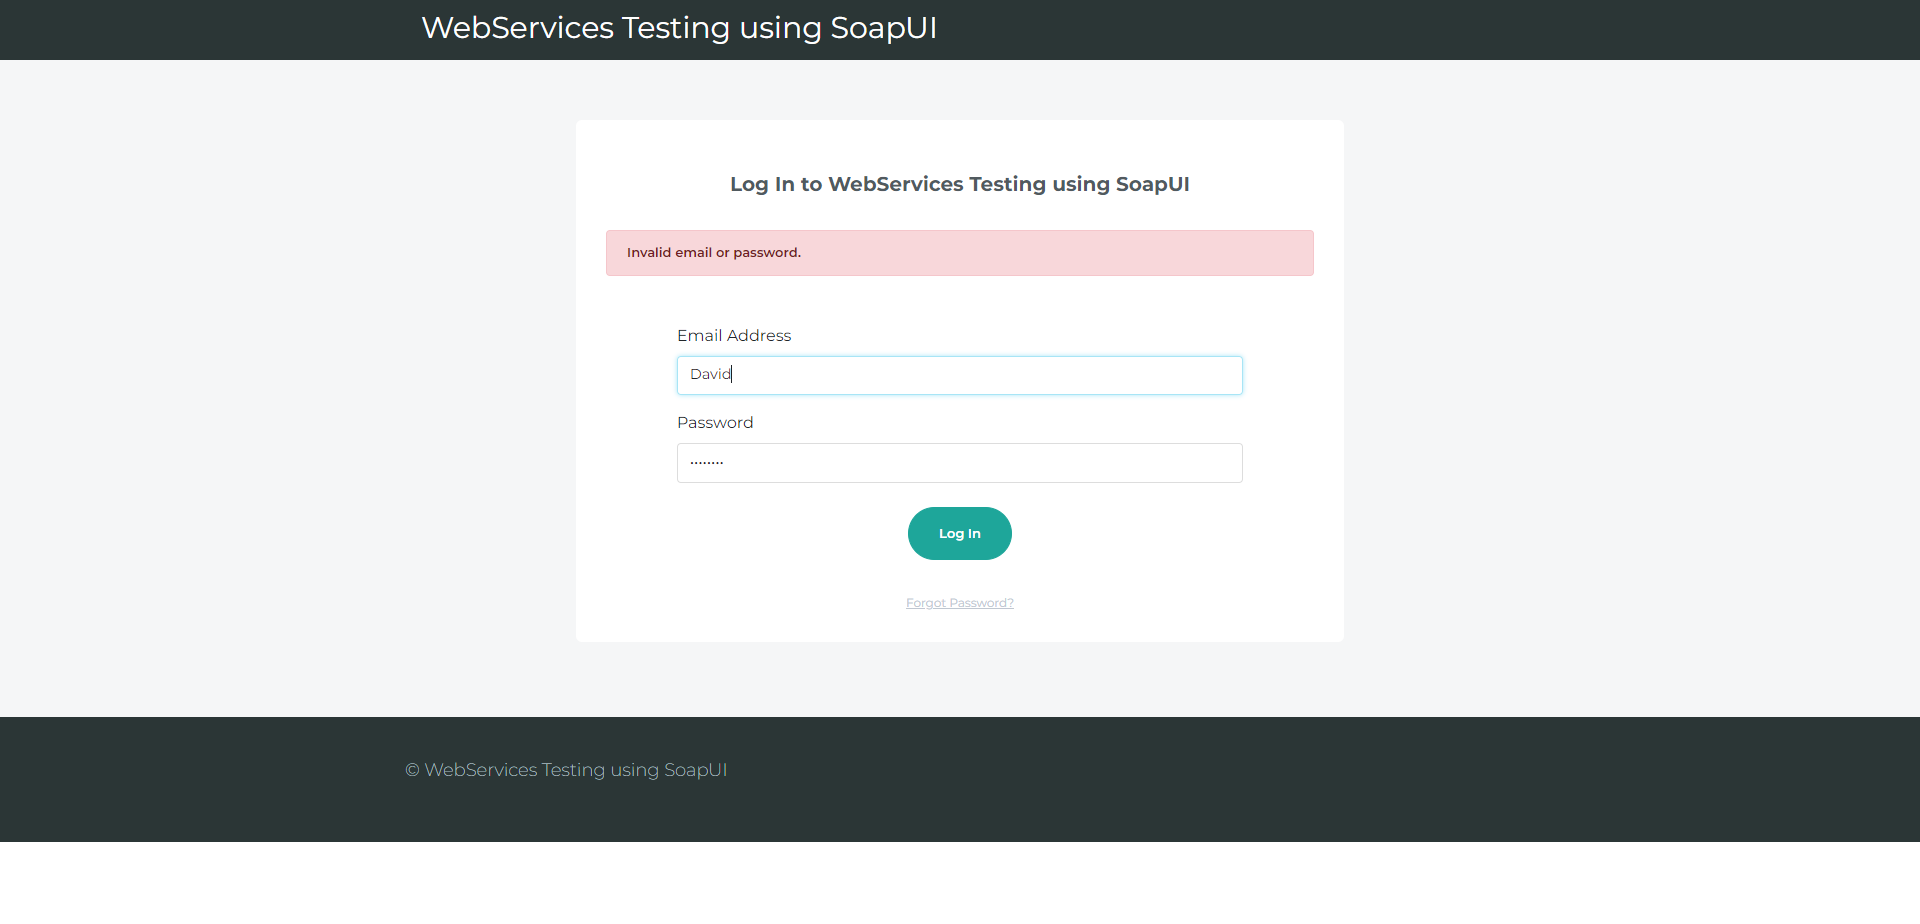 WebServices Testing using SoapUI
Log In to WebServices Testing using SoapUI
Invalid email or password.
Email Address
David
Password
........
Log In
Forgot Password?
© WebServices Testing using SoapUI